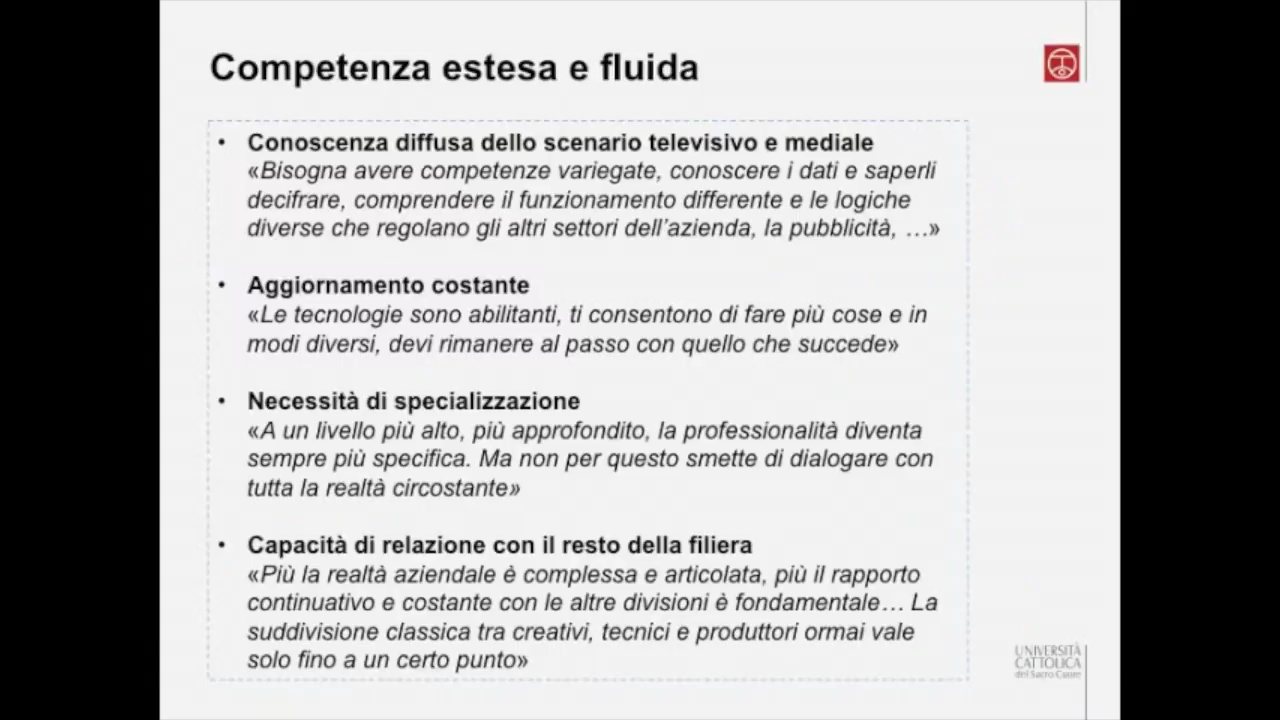 Competenza estesa e fluida
• Conoscenza diffusa dello scenario televisivo e mediale
«Bisogna avere competenze variegate, conoscere i dati e saperli
decifrare, comprendere il funzionamento differente e le logiche
diverse che regolano gli altri settori dell’azienda, la pubblicità, …»
• Aggiornamento costante
«Le tecnologie sono abilitanti, ti consentono di fare più cose e in
modi diversi, devi rimanere al passo con quello che succede»
• Necessità di specializzazione
«A un livello più alto, più approfondito, la professionalità diventa
sempre più specifica. Ma non per questo smette di dialogare con
tutta la realtà circostante»
• Capacità di relazione con il resto della filiera
«Più la realtà aziendale è complessa e articolata, più il rapporto
continuativo e costante con le altre divisioni è fondamentale… La
suddivisione classica tra creativi, tecnici e produttori ormai vale
solo fino a un certo punto»
UNIVERSITÀ
CATTOLICA
del Sacro Cuore